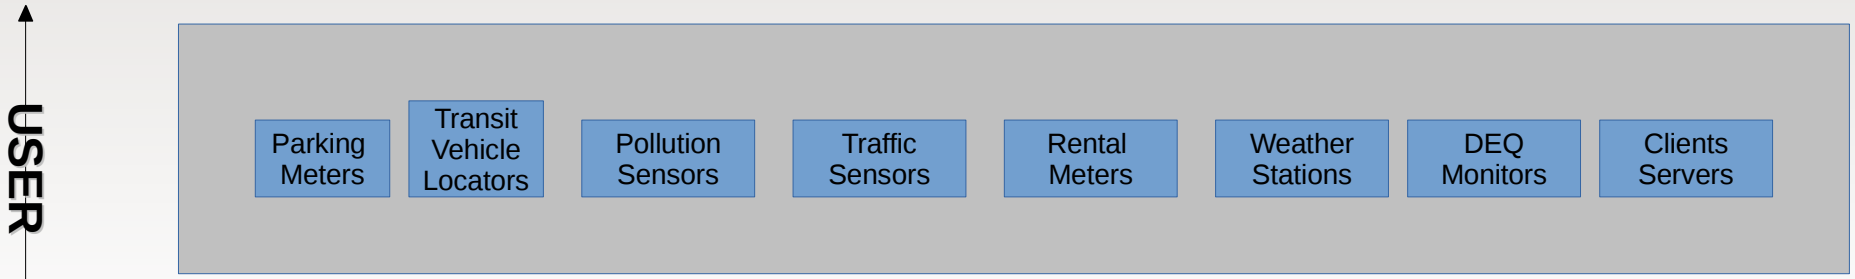 USER
Parking
Meters
Transit
Vehicle
Locators
Pollution
Sensors
Traffic
Sensors
Rental
Meters
Weather
Stations
DEQ
Monitors
Clients
Servers